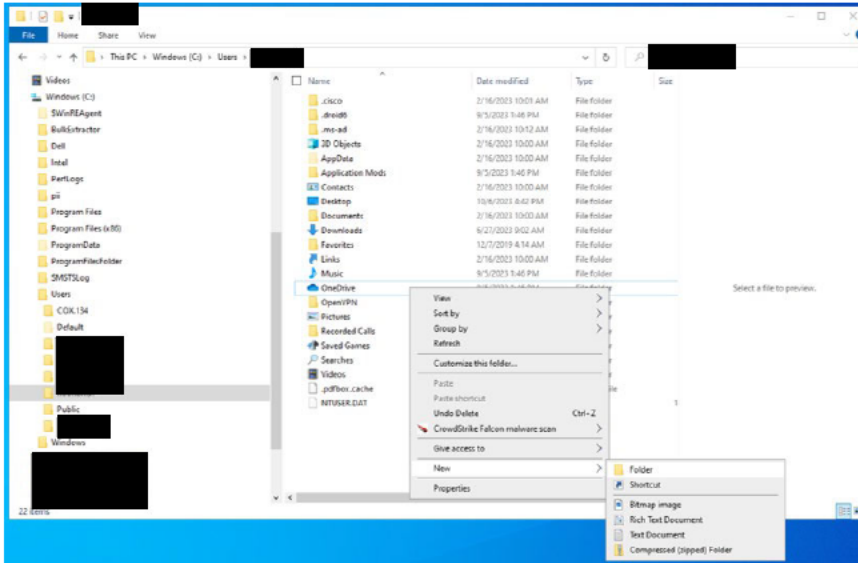 File Home Share View
This PC > Windows (C:) > Users >
Videos
Windows (C:)
$WinREAgent
BulkExtractor
Dell
Intel
PerfLogs
pii
Program Files
Program Files (x86)
ProgramData
ProgramFilesFolder
SMSTSLog
Users
COX.134
Default
Public
Windows
22 items
Name Date modified Type Size
.cisco 2/16/2023 10:01 AM File folder
.droid6 9/5/2023 1:46 PM File folder
.ms-ad 2/16/2023 10:12 AM File folder
3D Objects 2/16/2023 10:00 AM File folder
AppData 2/16/2023 10:00 AM File folder
Application Mods 9/5/2023 1:46 PM File folder
Contacts 2/16/2023 10:00 AM File folder
Desktop 10/6/2023 4:42 PM File folder
Documents 2/16/2023 10:00 AM File folder
Downloads 6/27/2023 9:02 AM File folder
Favorites 12/7/2019 4:14 AM File folder
Links 2/16/2023 10:00 AM File folder
Music 9/5/2023 1:46 PM File folder
OneDrive
OpenVPN
Pictures
Recorded Calls
Saved Games
Searches
Videos
.pdfbox.cache
NTUSER.DAT
View
Sort by
Group by
Refresh
Customize this folder...
Paste
Paste shortcut
Undo Delete Ctrl+Z
CrowdStrike Falcon malware scan
Give access to
New
Properties
Folder
Shortcut
Bitmap image
Rich Text Document
Text Document
Compressed (zipped) Folder
Select a file to preview.